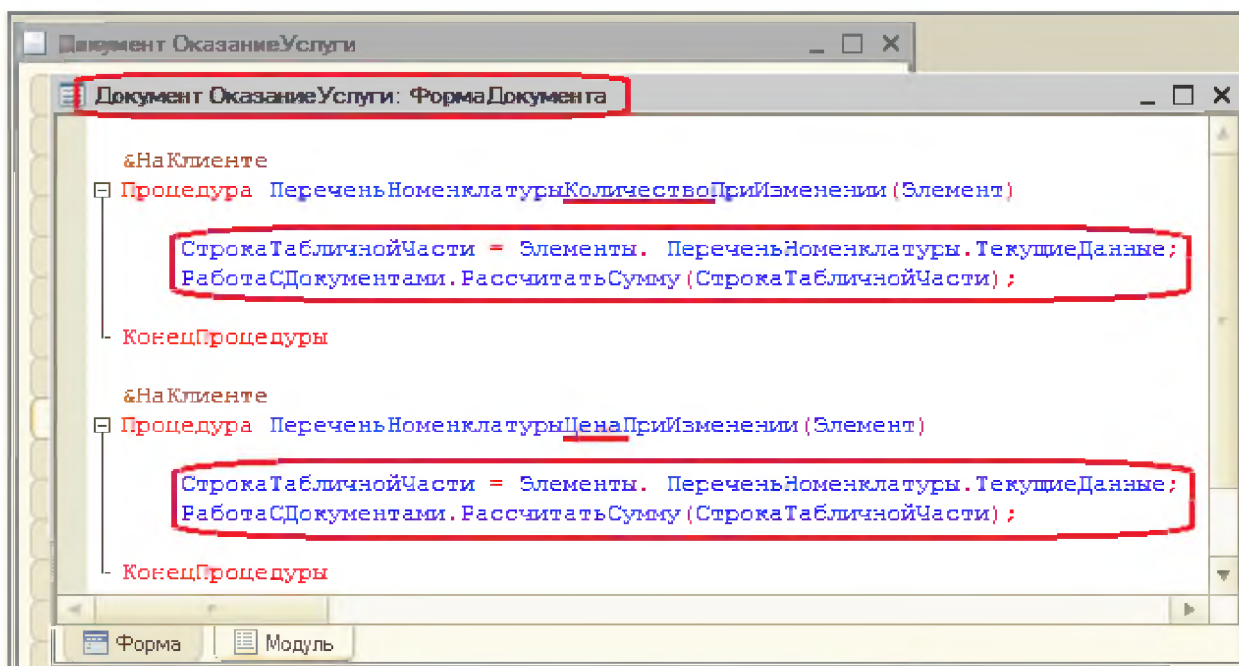 Документ ОказаниеУслуги
Документ ОказаниеУслуги: ФормаДокумента
&НаКлиенте
Процедура ПереченьНоменклатурыКоличествоПриИзменении(Элемент)
СтрокаТабличнойЧасти = Элементы. ПереченьНоменклатуры.ТекущиеДанные;
РаботаСДокументами.РассчитатьСумму(СтрокаТабличнойЧасти);
КонецПроцедуры
&НаКлиенте
Процедура ПереченьНоменклатурыЦенаПриИзменении(Элемент)
СтрокаТабличнойЧасти = Элементы. ПереченьНоменклатуры.ТекущиеДанные;
РаботаСДокументами.РассчитатьСумму(СтрокаТабличнойЧасти);
КонецПроцедуры
Форма Модуль